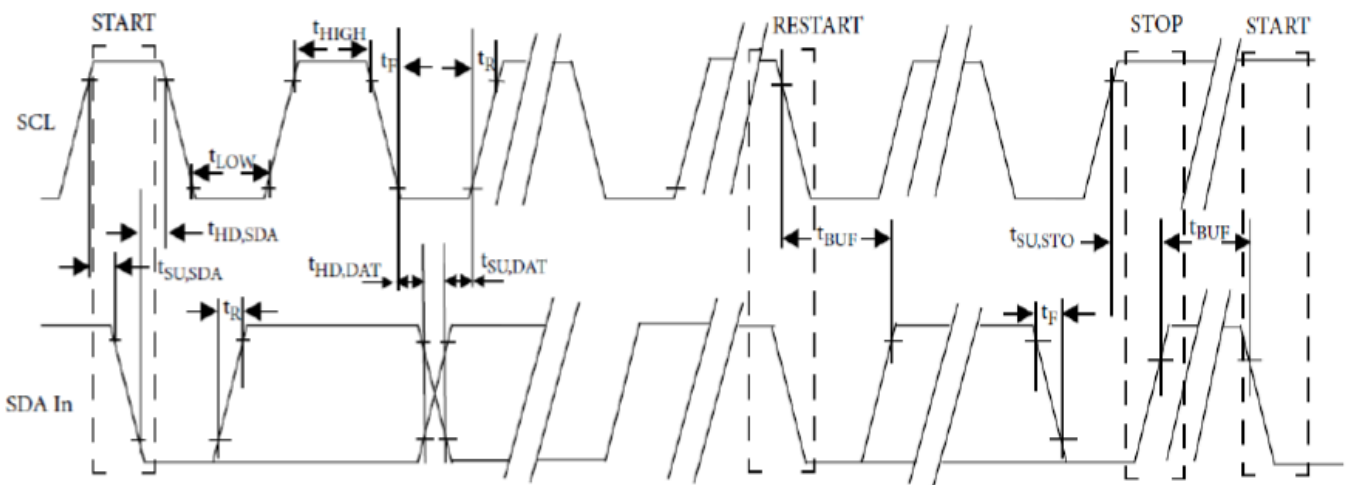 START RESTART STOP START
tHIGH
tF tR
SCL
tLOW
tHD,SDA tBUF tSU,STO tBUF
tSU,SDA tHD,DAT tSU,DAT
tR tF
SDA In